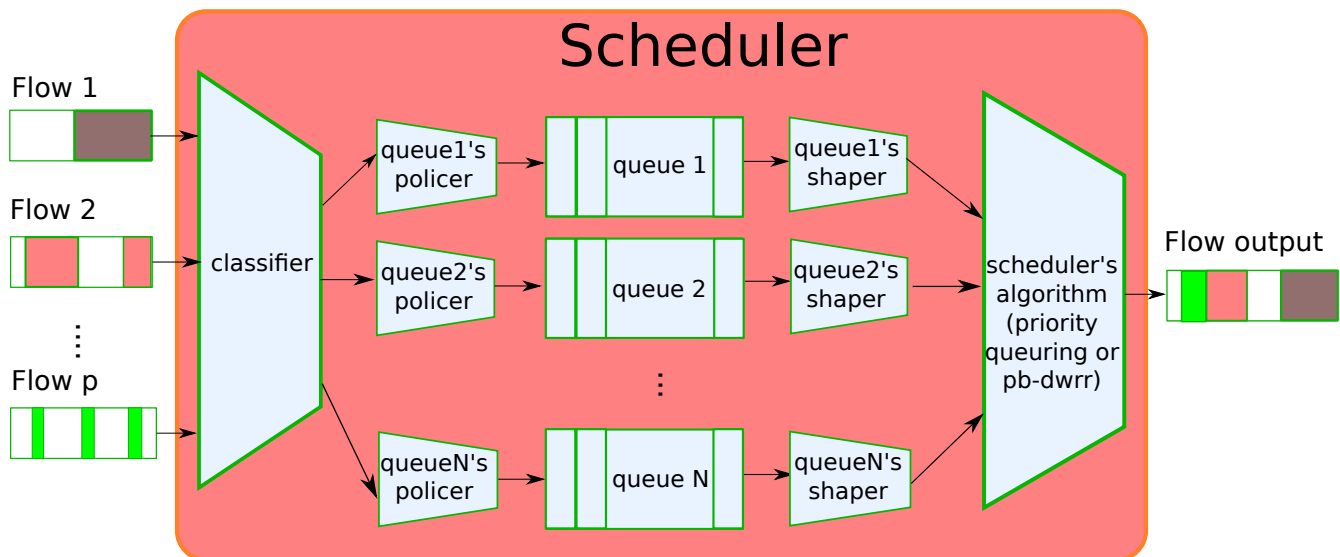 Scheduler
Flow 1
Flow 2
Flow p
classifier
queue1's
policer
queue 1
queue1's
shaper
queue2's
policer
queue 2
queue2's
shaper
queueN's
policer
queue N
queueN's
shaper
scheduler's
algorithm
(priority
queuring or
pb-dwrr)
Flow output